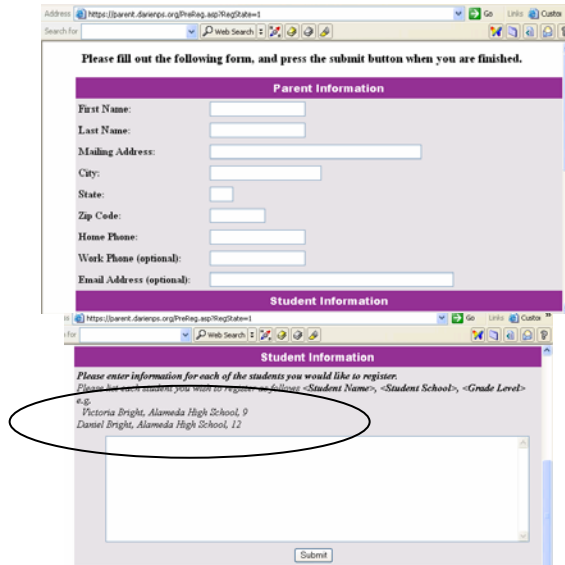 Address https://parent.darienps.org/PreReg.asp?RegState=1 Go Links Custor
Search for Web Search
Please fill out the following form, and press the submit button when you are finished.
Parent Information
First Name:
Last Name:
Mailing Address:
City:
State:
Zip Code:
Home Phone:
Work Phone (optional):
Email Address (optional):
Student Information
https://parent.darienps.org/PreReg.asp?RegState=1 Go Links Custor »
for Web Search
Student Information
Please enter information for each of the students you would like to register.
Please list each student you wish to register as follows <Student Name>, <Student School>, <Grade Level>
e.g.
Victoria Bright, Alameda High School, 9
Daniel Bright, Alameda High School, 12
Submit